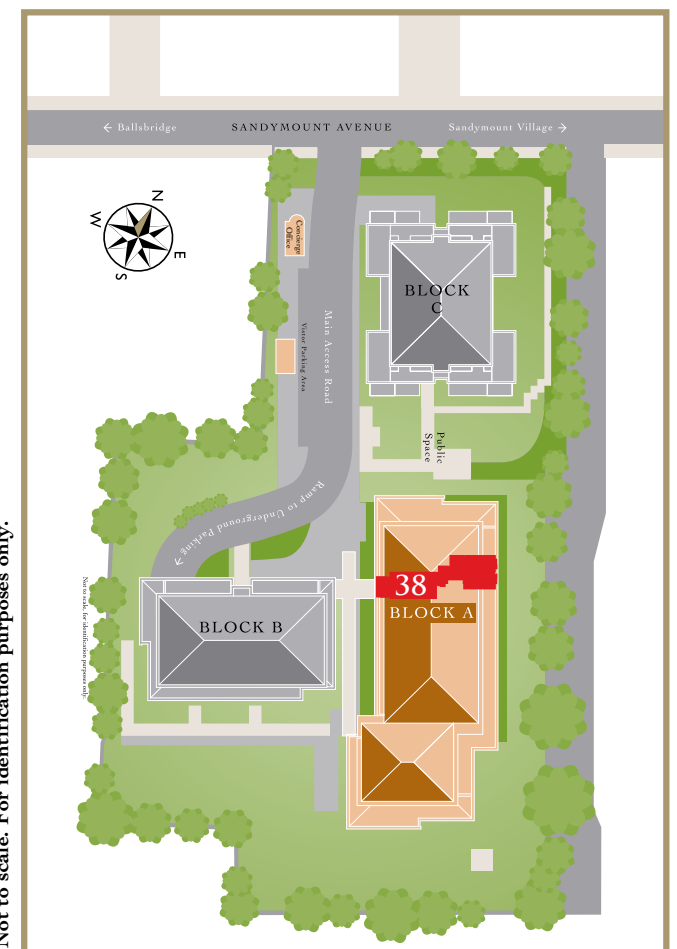 ← Ballsbridge
SANDYMOUNT AVENUE
Sandymount Village →
N
W
E
S
Concierge
Office
BLOCK
C
Main Access Road
Visitor Parking Area
Public
Space
Ramp to Underground Parking →
38
BLOCK A
BLOCK B
Not to scale, for identification purposes only.
Not to scale. For identification purposes only.